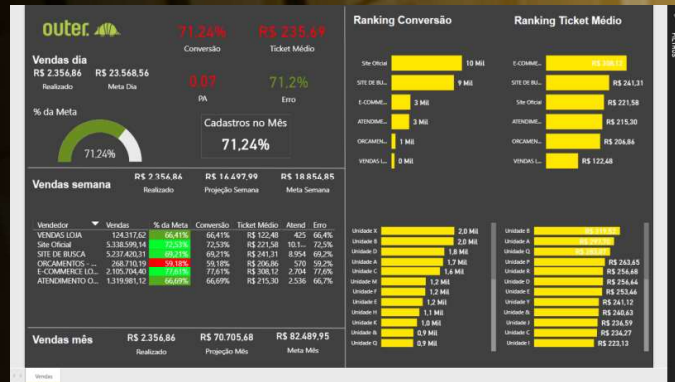 outer.
71,24%
Conversão
R$ 235,69
Ticket Médio
Vendas dia
R$ 2.356,86
Realizado
R$ 23.568,56
Meta Dia
0,07
PA
71,2%
Erro
% da Meta
71,24%
Cadastros no Mês
71,24%
Vendas semana
R$ 2.356,86
Realizado
R$ 16.497,99
Projeção Semana
R$ 18.854,85
Meta Semana
Vendedor Vendas % da Meta Conversão Ticket Médio Atend Erro
VENDAS LOJA 124.317,62 66,41% 66,41% R$ 122,48 425 66,4%
Site Oficial 5.338.599,14 72,53% 72,53% R$ 221,58 10.1... 72,5%
SITE DE BUSCA 5.237.420,31 69,21% 69,21% R$ 241,31 8.954 69,2%
ORCAMENTOS - ... 268.710,19 59,18% 59,18% R$ 206,86 570 59,2%
E-COMMERCE LO... 2.105.704,40 77,61% 77,61% R$ 308,12 2.704 77,6%
ATENDIMENTO O... 1.319.981,12 66,69% 66,69% R$ 215,30 2.536 66,7%
Vendas mês
R$ 2.356,86
Realizado
R$ 70.705,68
Projeção Mês
R$ 82.489,95
Meta Mês
Ranking Conversão
Site Oficial 10 Mil
SITE DE BU... 9 Mil
E-COMME... 3 Mil
ATENDIME... 3 Mil
ORCAMEN... 1 Mil
VENDAS L... 0 Mil
Unidade X 2,0 Mil
Unidade B 2,0 Mil
Unidade D 1,8 Mil
Unidade A 1,7 Mil
Unidade C 1,6 Mil
Unidade M 1,2 Mil
Unidade F 1,2 Mil
Unidade E 1,2 Mil
Unidade H 1,1 Mil
Unidade K 1,0 Mil
Unidade & 0,9 Mil
Unidade Q 0,9 Mil
Ranking Ticket Médio
E-COMME... R$ 308,12
SITE DE BU... R$ 241,31
Site Oficial R$ 221,58
ATENDIME... R$ 215,30
ORCAMEN... R$ 206,86
VENDAS L... R$ 122,48
Unidade B
Unidade A
Unidade Q
Unidade P R$ 263,65
Unidade R R$ 256,68
Unidade D R$ 256,64
Unidade E R$ 253,66
Unidade Y R$ 241,12
Unidade & R$ 240,63
Unidade J R$ 236,59
Unidade C R$ 234,27
Unidade I R$ 223,13
FILTROS
Vendas